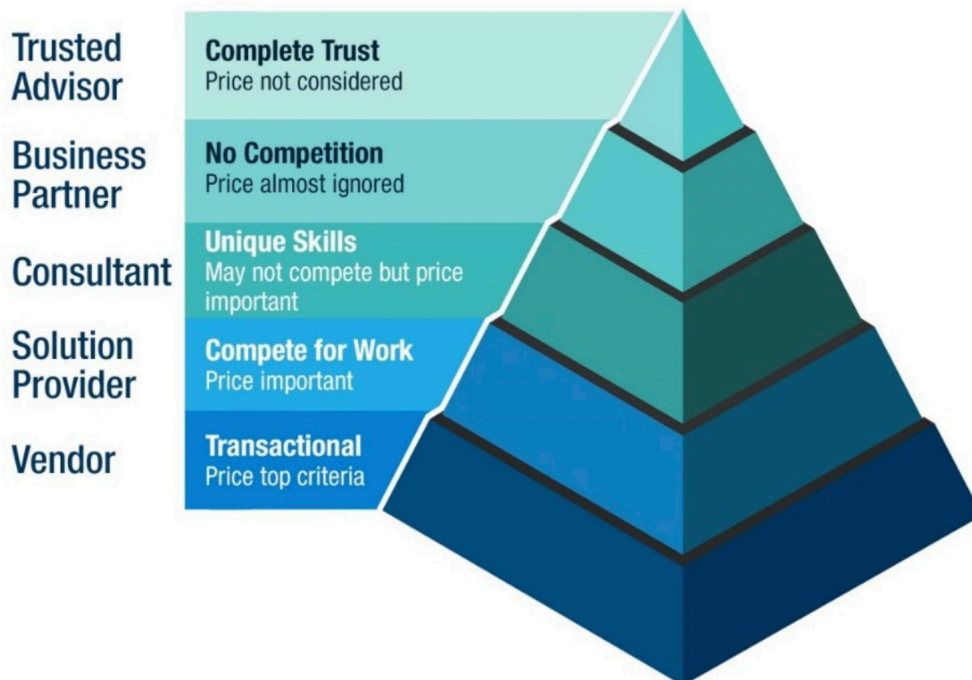 Trusted
Advisor
Complete Trust
Price not considered
Business
Partner
No Competition
Price almost ignored
Consultant
Unique Skills
May not compete but price
important
Solution
Provider
Compete for Work
Price important
Vendor
Transactional
Price top criteria